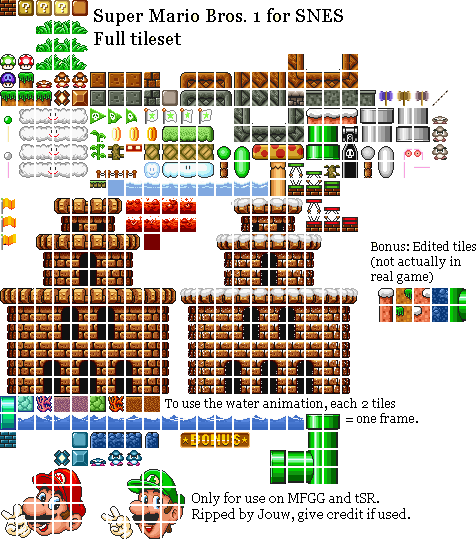 Super Mario Bros. 1 for SNES
Full tileset
Bonus: Edited tiles
(not actually in
real game)
To use the water animation, each 2 tiles
= one frame.
BONUS
Only for use on MFGG and tSR.
Ripped by Jouw, give credit if used.